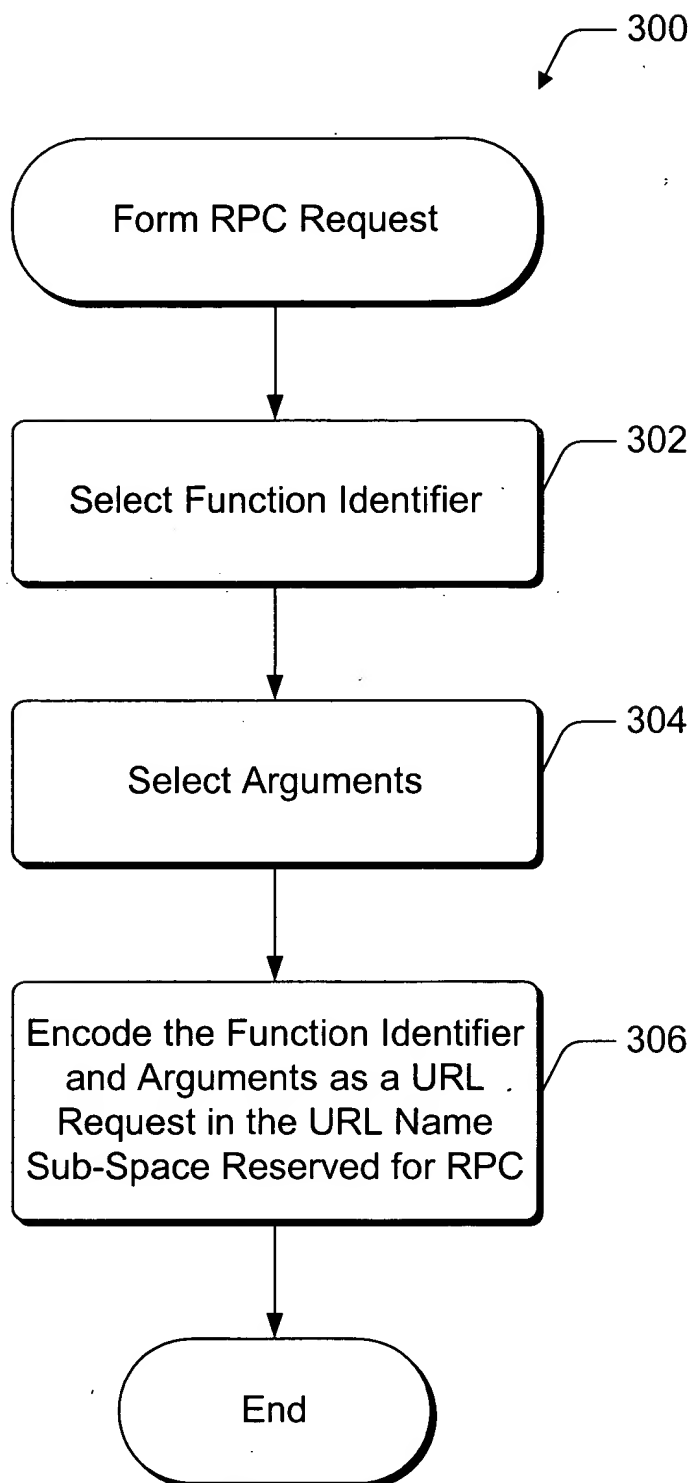 300
Form RPC Request
302
Select Function Identifier
304
Select Arguments
306
Encode the Function Identifier
and Arguments as a URL
Request in the URL Name
Sub-Space Reserved for RPC
End